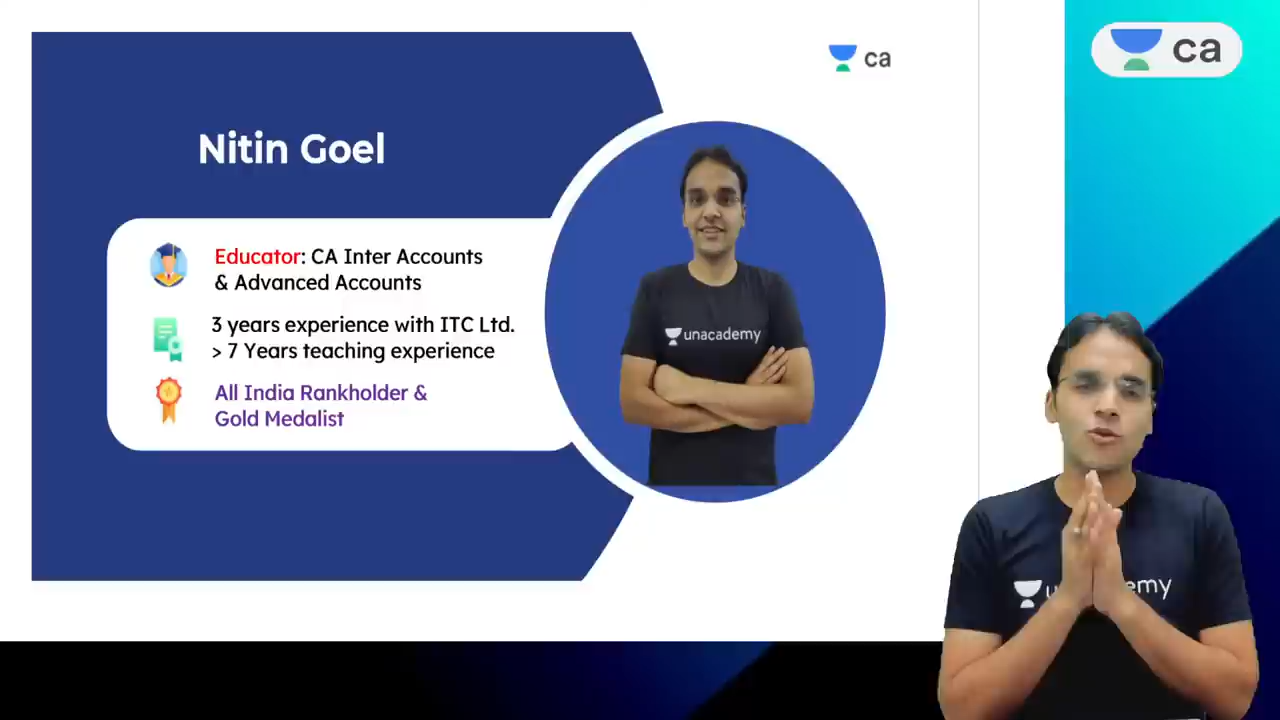 ca
ca
Nitin Goel
Educator: CA Inter Accounts
& Advanced Accounts
3 years experience with ITC Ltd.
> 7 Years teaching experience
All India Rankholder &
Gold Medalist
unacademy